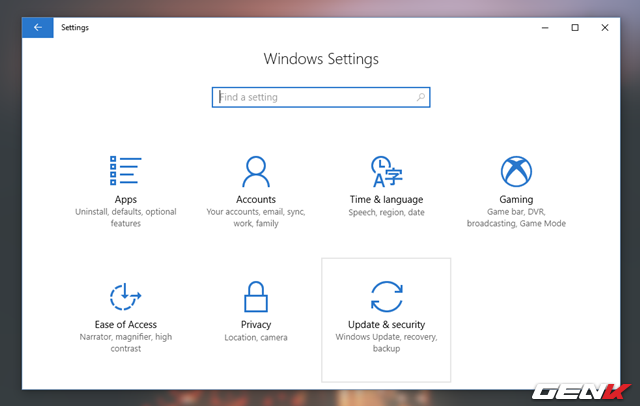 Settings
Windows Settings
Find a setting
Apps
Uninstall, defaults, optional
features
Accounts
Your accounts, email, sync,
work, family
Time & language
Speech, region, date
Gaming
Game bar, DVR,
broadcasting, Game Mode
Ease of Access
Narrator, magnifier, high
contrast
Privacy
Location, camera
Update & security
Windows Update, recovery,
backup
GENK